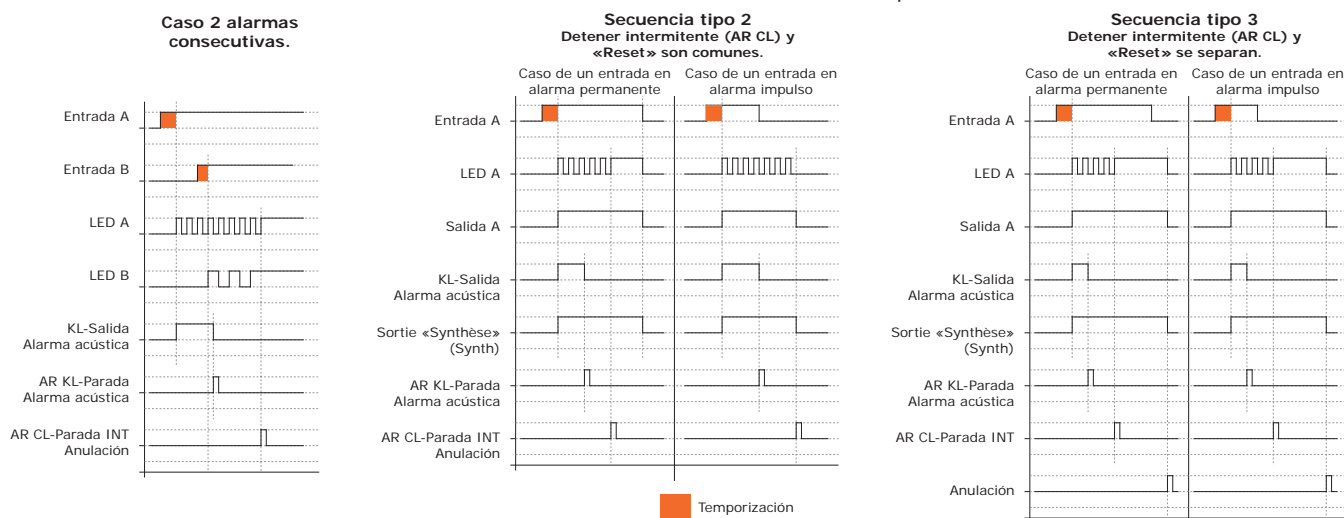 Caso 2 alarmas
consecutivas.
Entrada A
Entrada B
LED A
LED B
KL-Salida
Alarma acústica
AR KL-Parada
Alarma acústica
AR CL-Parada INT
Anulación
Secuencia tipo 2
Detener intermitente (AR CL) y
«Reset» son comunes.
Caso de un entrada en
alarma permanente
Caso de un entrada en
alarma impulso
Entrada A
LED A
Salida A
KL-Salida
Alarma acústica
Sortie «Synthèse»
(Synth)
AR KL-Parada
Alarma acústica
AR CL-Parada INT
Anulación
Temporización
Secuencia tipo 3
Detener intermitente (AR CL) y
«Reset» se separan.
Caso de un entrada en
alarma permanente
Caso de un entrada en
alarma impulso
Entrada A
LED A
Salida A
KL-Salida
Alarma acústica
Sortie «Synthèse»
(Synth)
AR KL-Parada
Alarma acústica
AR CL-Parada INT
Anulación